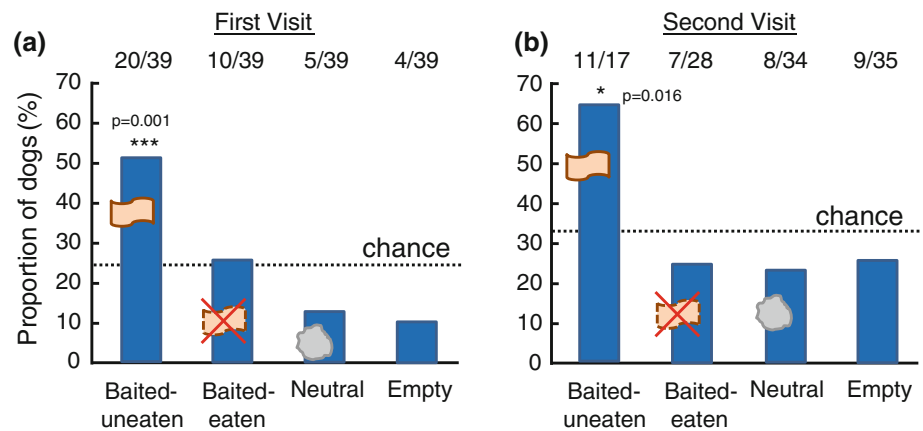 First Visit
(a)
20/39 10/39 5/39 4/39
Proportion of dogs (%)
70
60
50
40
30
20
10
0
p=0.001
***
chance
Baited-uneaten
Baited-eaten
Neutral
Empty
Second Visit
(b)
11/17 7/28 8/34 9/35
70
60
50
40
30
20
10
0
* p=0.016
chance
Baited-uneaten
Baited-eaten
Neutral
Empty